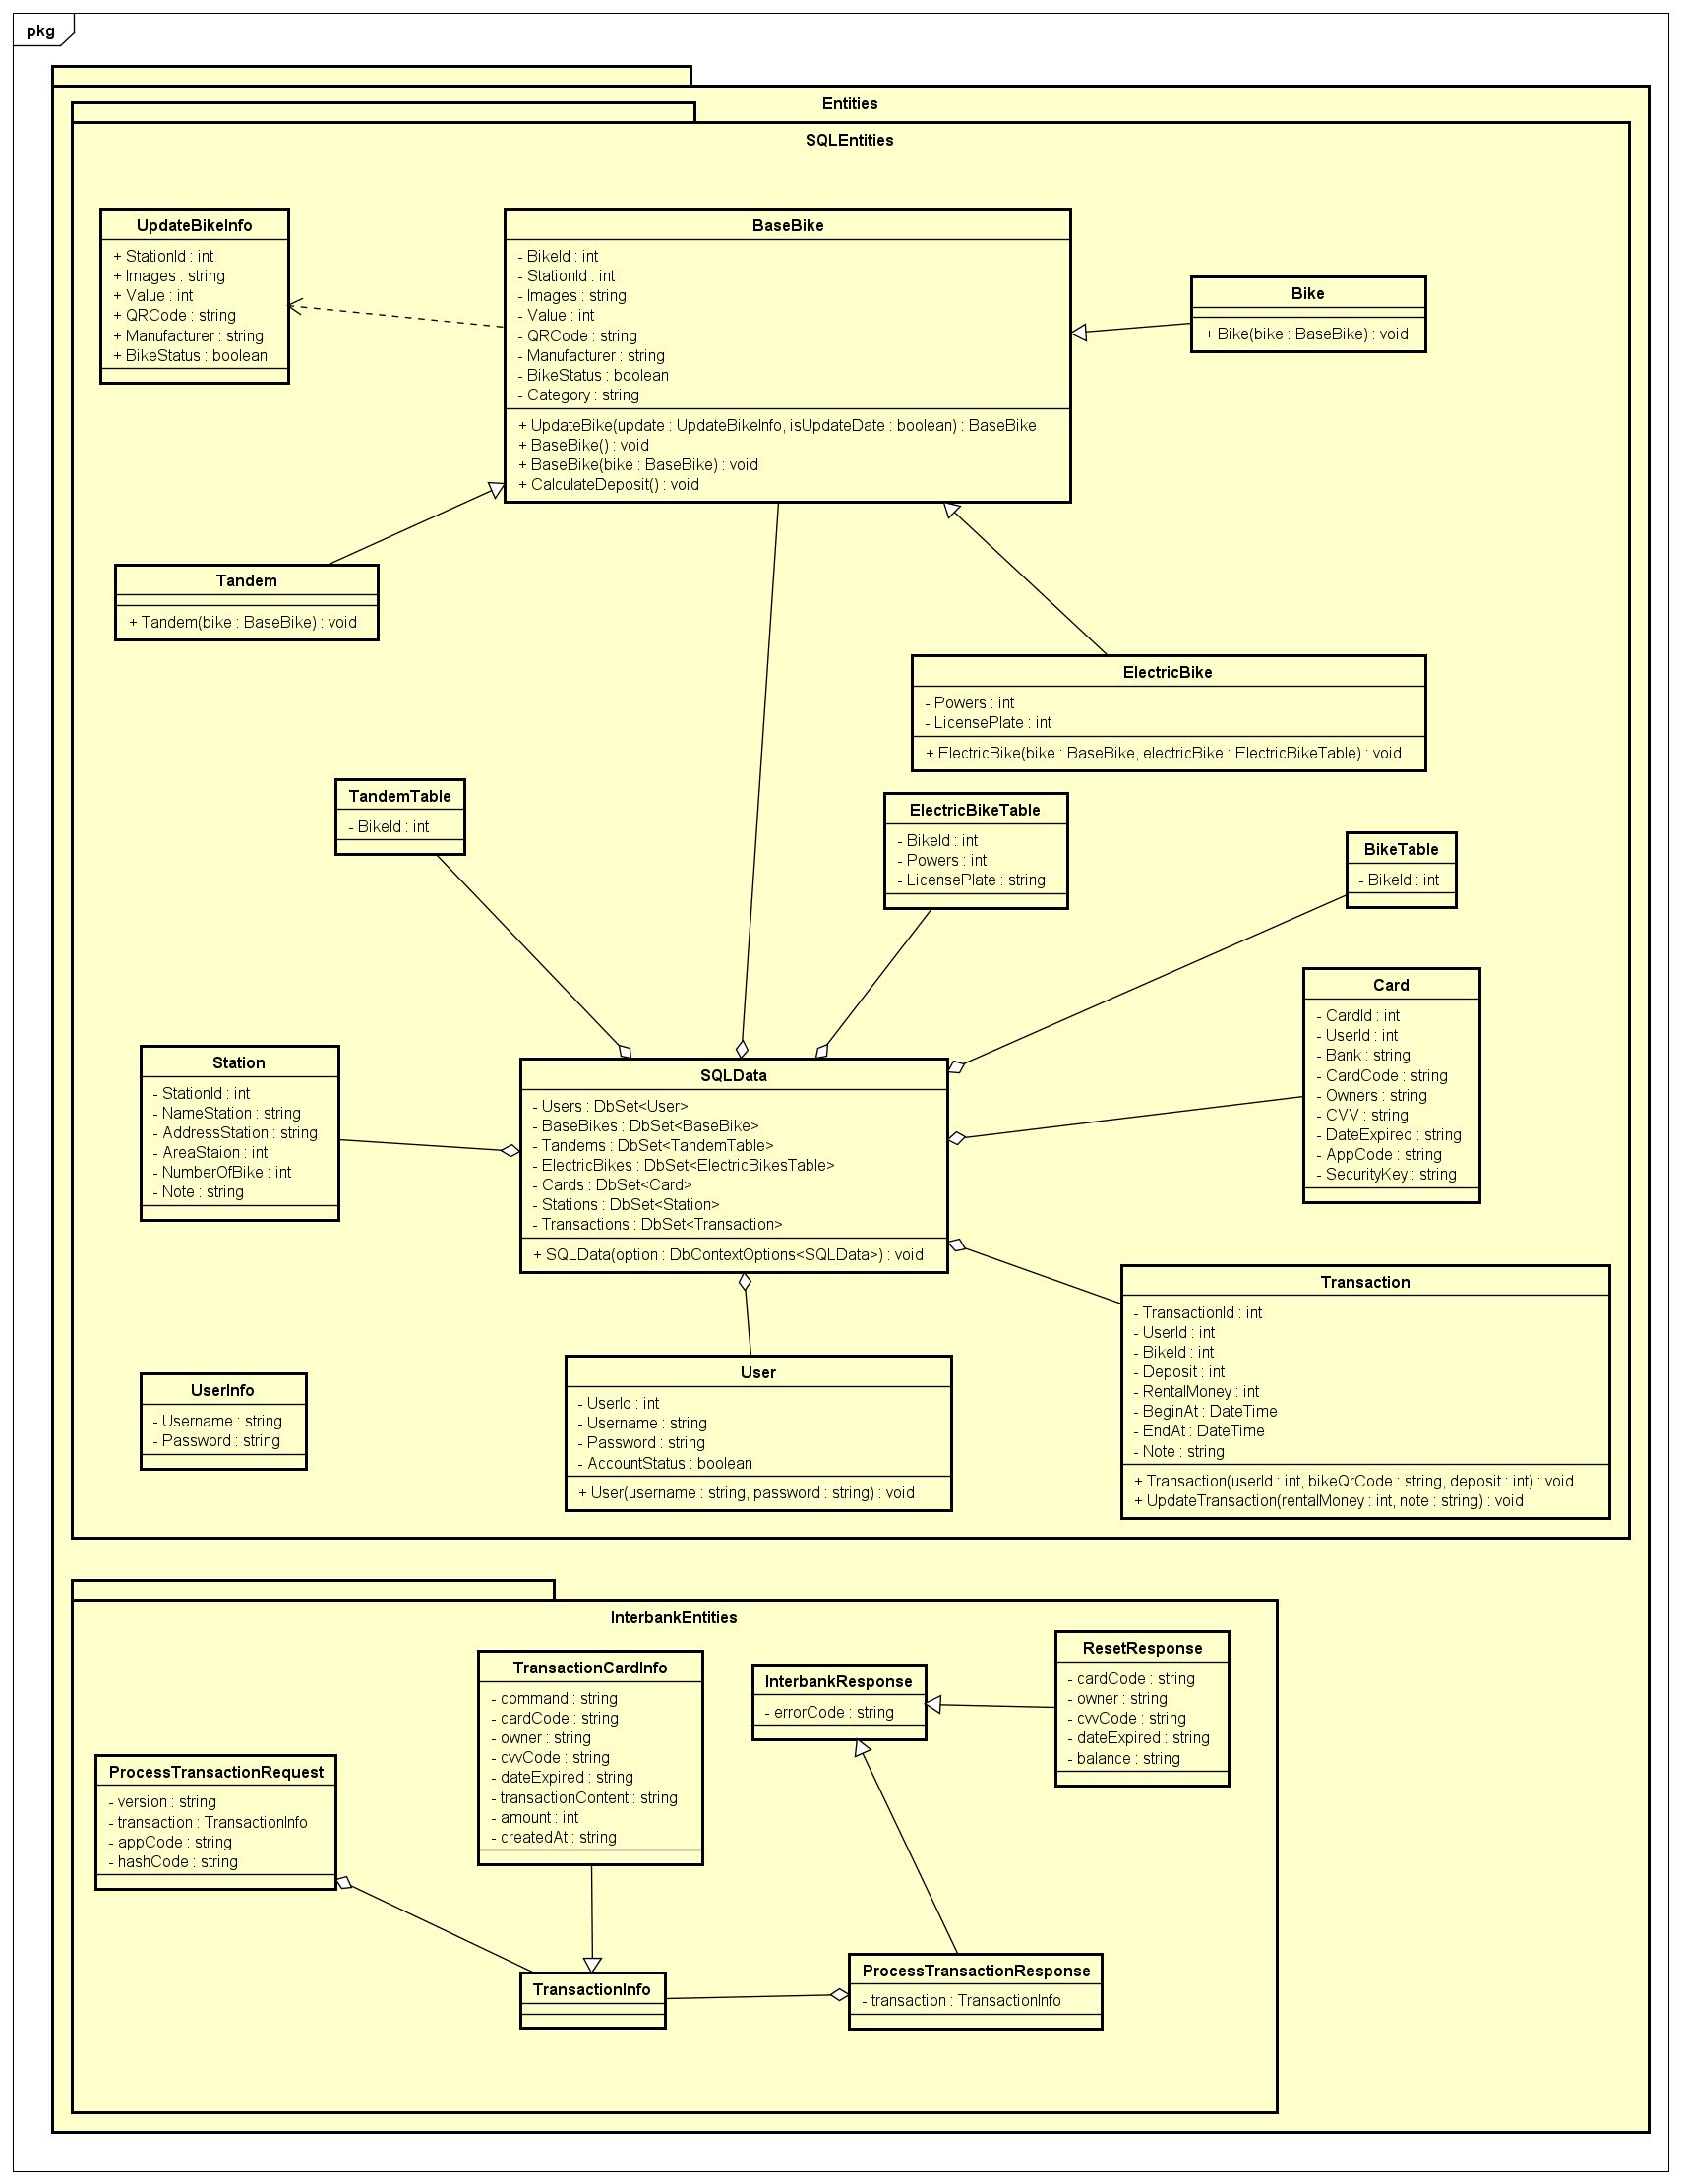 pkg
Entities
SQLEntities
UpdateBikeInfo
+ StationId : int
+ Images : string
+ Value : int
+ QRCode : string
+ Manufacturer : string
+ BikeStatus : boolean
BaseBike
- BikeId : int
- StationId : int
- Images : string
- Value : int
- QRCode : string
- Manufacturer : string
- BikeStatus : boolean
- Category : string
+ UpdateBike(update : UpdateBikeInfo, isUpdateDate : boolean) : BaseBike
+ BaseBike() : void
+ BaseBike(bike : BaseBike) : void
+ CalculateDeposit() : void
Bike
+ Bike(bike : BaseBike) : void
Tandem
+ Tandem(bike : BaseBike) : void
ElectricBike
- Powers : int
- LicensePlate : int
+ ElectricBike(bike : BaseBike, electricBike : ElectricBikeTable) : void
TandemTable
- BikeId : int
ElectricBikeTable
- BikeId : int
- Powers : int
- LicensePlate : string
BikeTable
- BikeId : int
Card
- CardId : int
- UserId : int
- Bank : string
- CardCode : string
- Owners : string
- CVV : string
- DateExpired : string
- AppCode : string
- SecurityKey : string
Station
- StationId : int
- NameStation : string
- AddressStation : string
- AreaStaion : int
- NumberOfBike : int
- Note : string
SQLData
- Users : DbSet<User>
- BaseBikes : DbSet<BaseBike>
- Tandems : DbSet<TandemTable>
- ElectricBikes : DbSet<ElectricBikesTable>
- Cards : DbSet<Card>
- Stations : DbSet<Station>
- Transactions : DbSet<Transaction>
+ SQLData(option : DbContextOptions<SQLData>) : void
Transaction
- TransactionId : int
- UserId : int
- BikeId : int
- Deposit : int
- RentalMoney : int
- BeginAt : DateTime
- EndAt : DateTime
- Note : string
+ Transaction(userId : int, bikeQrCode : string, deposit : int) : void
+ UpdateTransaction(rentalMoney : int, note : string) : void
UserInfo
- Username : string
- Password : string
User
- UserId : int
- Username : string
- Password : string
- AccountStatus : boolean
+ User(username : string, password : string) : void
InterbankEntities
TransactionCardInfo
- command : string
- cardCode : string
- owner : string
- cvvCode : string
- dateExpired : string
- transactionContent : string
- amount : int
- createdAt : string
InterbankResponse
- errorCode : string
ResetResponse
- cardCode : string
- owner : string
- cvvCode : string
- dateExpired : string
- balance : string
ProcessTransactionRequest
- version : string
- transaction : TransactionInfo
- appCode : string
- hashCode : string
TransactionInfo
ProcessTransactionResponse
- transaction : TransactionInfo